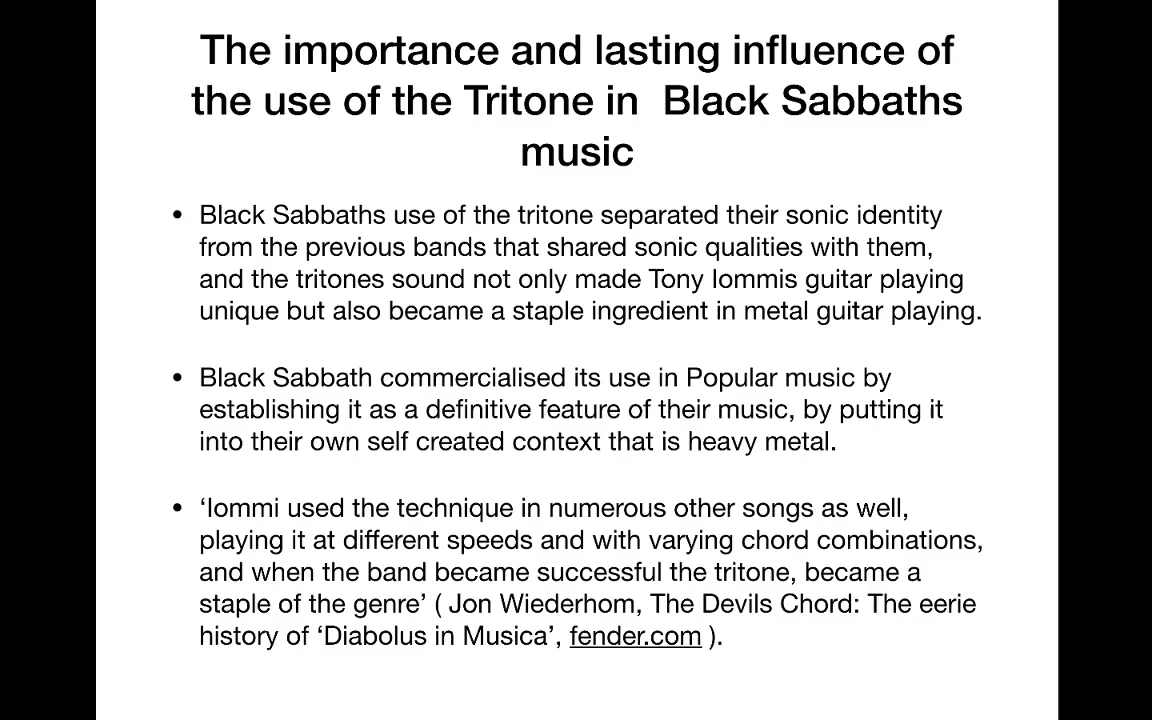 The importance and lasting influence of
the use of the Tritone in  Black Sabbaths
music
• Black Sabbaths use of the tritone separated their sonic identity
from the previous bands that shared sonic qualities with them,
and the tritones sound not only made Tony Iommis guitar playing
unique but also became a staple ingredient in metal guitar playing.
• Black Sabbath commercialised its use in Popular music by
establishing it as a definitive feature of their music, by putting it
into their own self created context that is heavy metal.
• ‘Iommi used the technique in numerous other songs as well,
playing it at different speeds and with varying chord combinations,
and when the band became successful the tritone, became a
staple of the genre’ ( Jon Wiederhom, The Devils Chord: The eerie
history of ‘Diabolus in Musica’, fender.com ).